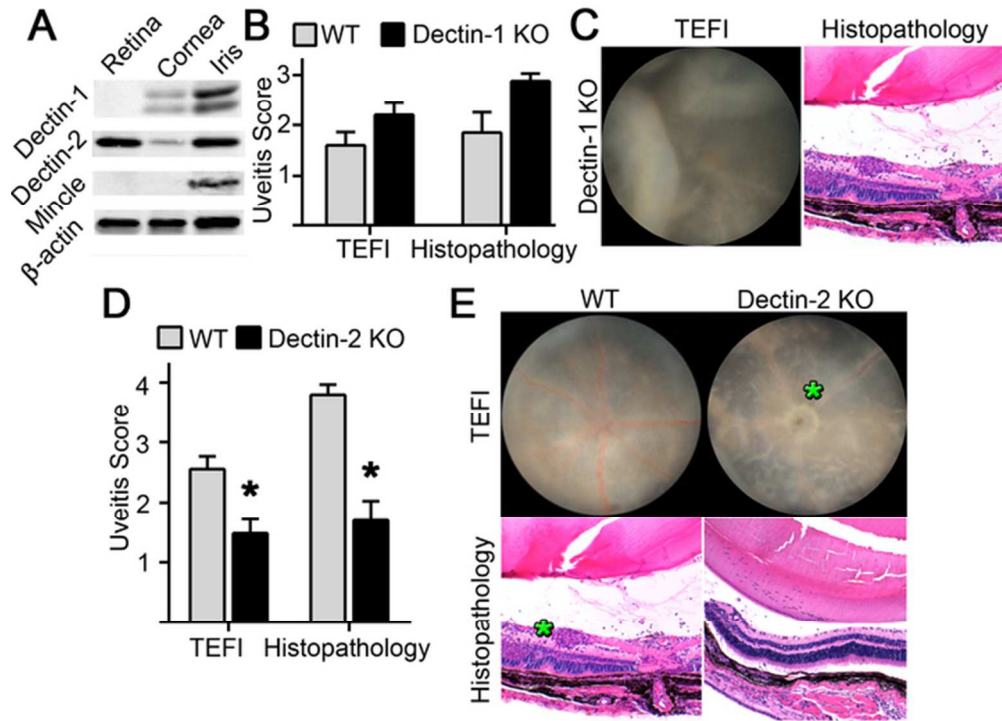 A
Retina
Cornea
Iris
Dectin-1
Dectin-2
Mincle
β-actin
B
WT
Dectin-1 KO
Uveitis Score
3
2
1
TEFI
Histopathology
C
TEFI
Histopathology
Dectin-1 KO
D
WT
Dectin-2 KO
Uveitis Score
4
3
2
1
*
*
TEFI
Histopathology
E
WT
Dectin-2 KO
TEFI
*
Histopathology
*